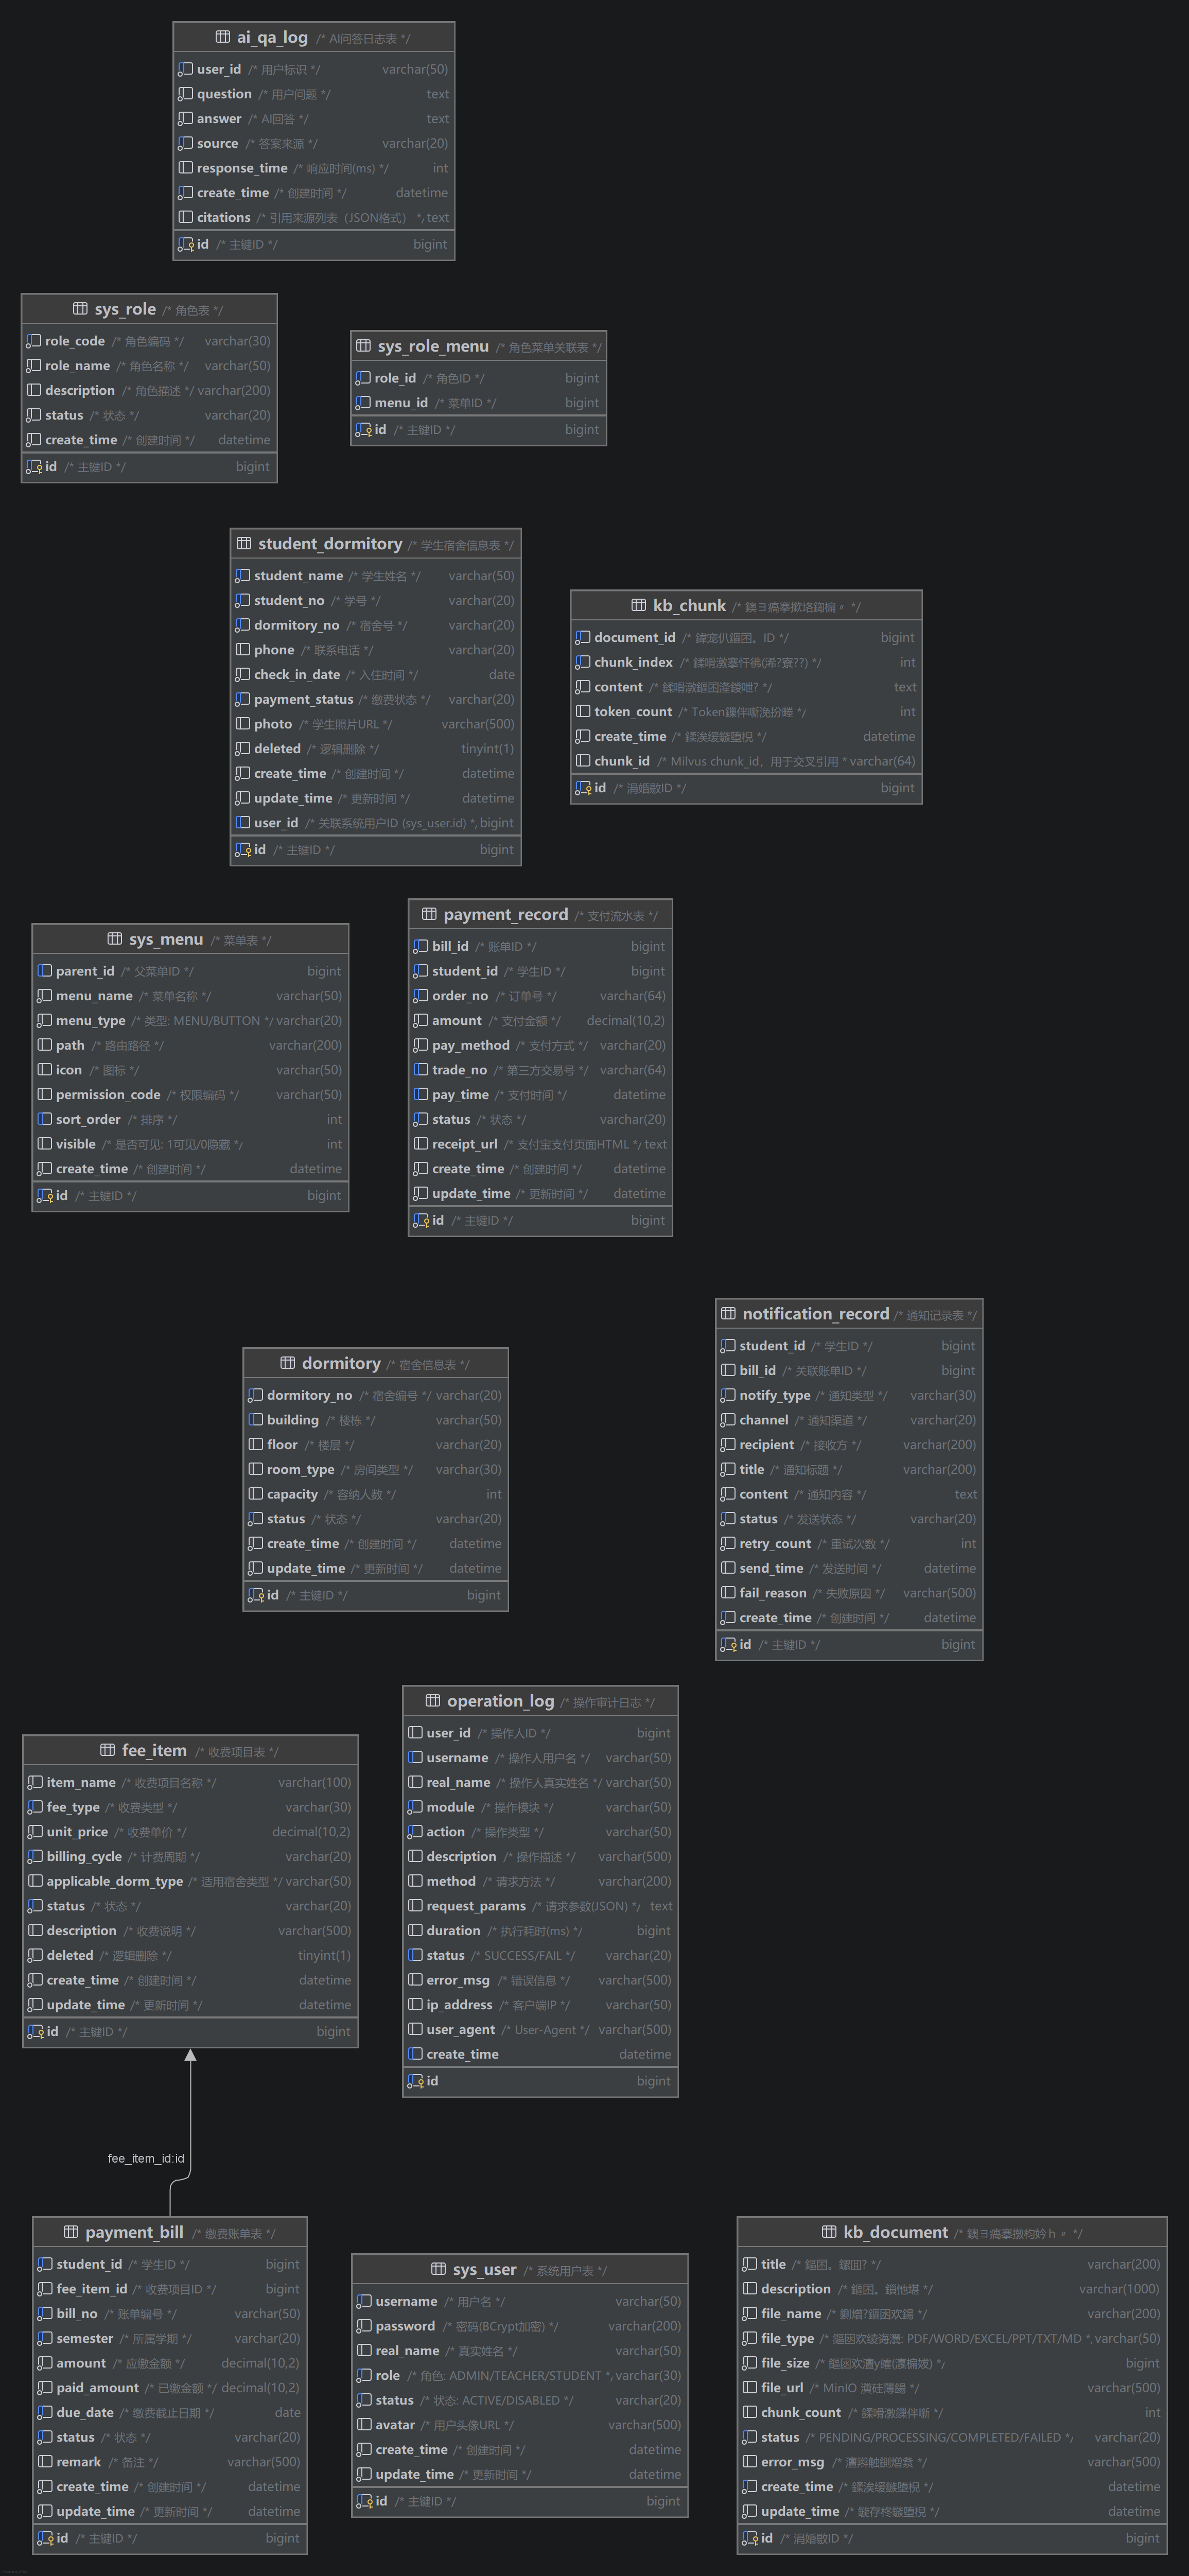 ai_qa_log /* AI问答日志表 */
user_id /* 用户标识 */ varchar(50)
question /* 用户问题 */ text
answer /* AI回答 */ text
source /* 答案来源 */ varchar(20)
response_time /* 响应时间(ms) */ int
create_time /* 创建时间 */ datetime
citations /* 引用来源列表（JSON格式） *, text
id /* 主键ID */ bigint
sys_role /* 角色表 */
role_code /* 角色编码 */ varchar(30)
role_name /* 角色名称 */ varchar(50)
description /* 角色描述 */ varchar(200)
status /* 状态 */ varchar(20)
create_time /* 创建时间 */ datetime
id /* 主键ID */ bigint
sys_role_menu /* 角色菜单关联表 */
role_id /* 角色ID */ bigint
menu_id /* 菜单ID */ bigint
id /* 主键ID */ bigint
student_dormitory /* 学生宿舍信息表 */
student_name /* 学生姓名 */ varchar(50)
student_no /* 学号 */ varchar(20)
dormitory_no /* 宿舍号 */ varchar(20)
phone /* 联系电话 */ varchar(20)
check_in_date /* 入住时间 */ date
payment_status /* 缴费状态 */ varchar(20)
photo /* 学生照片URL */ varchar(500)
deleted /* 逻辑删除 */ tinyint(1)
create_time /* 创建时间 */ datetime
update_time /* 更新时间 */ datetime
user_id /* 关联系统用户ID (sys_user.id) *, bigint
id /* 主键ID */ bigint
kb_chunk /* */
document_id /* ID */ bigint
chunk_index /* */ int
content /* */ text
token_count /* Token */ int
create_time /* */ datetime
chunk_id /* Milvus chunk_id，用于交叉引用 * varchar(64)
id /* ID */ bigint
sys_menu /* 菜单表 */
parent_id /* 父菜单ID */ bigint
menu_name /* 菜单名称 */ varchar(50)
menu_type /* 类型: MENU/BUTTON */ varchar(20)
path /* 路由路径 */ varchar(200)
icon /* 图标 */ varchar(50)
permission_code /* 权限编码 */ varchar(50)
sort_order /* 排序 */ int
visible /* 是否可见: 1可见/0隐藏 */ int
create_time /* 创建时间 */ datetime
id /* 主键ID */ bigint
payment_record /* 支付流水表 */
bill_id /* 账单ID */ bigint
student_id /* 学生ID */ bigint
order_no /* 订单号 */ varchar(64)
amount /* 支付金额 */ decimal(10,2)
pay_method /* 支付方式 */ varchar(20)
trade_no /* 第三方交易号 */ varchar(64)
pay_time /* 支付时间 */ datetime
status /* 状态 */ varchar(20)
receipt_url /* 支付宝支付页面HTML */ text
create_time /* 创建时间 */ datetime
update_time /* 更新时间 */ datetime
id /* 主键ID */ bigint
notification_record /* 通知记录表 */
student_id /* 学生ID */ bigint
bill_id /* 关联账单ID */ bigint
notify_type /* 通知类型 */ varchar(30)
channel /* 通知渠道 */ varchar(20)
recipient /* 接收方 */ varchar(200)
title /* 通知标题 */ varchar(200)
content /* 通知内容 */ text
status /* 发送状态 */ varchar(20)
retry_count /* 重试次数 */ int
send_time /* 发送时间 */ datetime
fail_reason /* 失败原因 */ varchar(500)
create_time /* 创建时间 */ datetime
id /* 主键ID */ bigint
dormitory /* 宿舍信息表 */
dormitory_no /* 宿舍编号 */ varchar(20)
building /* 楼栋 */ varchar(50)
floor /* 楼层 */ varchar(20)
room_type /* 房间类型 */ varchar(30)
capacity /* 容纳人数 */ int
status /* 状态 */ varchar(20)
create_time /* 创建时间 */ datetime
update_time /* 更新时间 */ datetime
id /* 主键ID */ bigint
operation_log /* 操作审计日志 */
user_id /* 操作人ID */ bigint
username /* 操作人用户名 */ varchar(50)
real_name /* 操作人真实姓名 */ varchar(50)
module /* 操作模块 */ varchar(50)
action /* 操作类型 */ varchar(50)
description /* 操作描述 */ varchar(500)
method /* 请求方法 */ varchar(200)
request_params /* 请求参数(JSON) */ text
duration /* 执行耗时(ms) */ bigint
status /* SUCCESS/FAIL */ varchar(20)
error_msg /* 错误信息 */ varchar(500)
ip_address /* 客户端IP */ varchar(50)
user_agent /* User-Agent */ varchar(500)
create_time datetime
id bigint
fee_item /* 收费项目表 */
item_name /* 收费项目名称 */ varchar(100)
fee_type /* 收费类型 */ varchar(30)
unit_price /* 收费单价 */ decimal(10,2)
billing_cycle /* 计费周期 */ varchar(20)
applicable_dorm_type /* 适用宿舍类型 */ varchar(50)
status /* 状态 */ varchar(20)
description /* 收费说明 */ varchar(500)
deleted /* 逻辑删除 */ tinyint(1)
create_time /* 创建时间 */ datetime
update_time /* 更新时间 */ datetime
id /* 主键ID */ bigint
fee_item_id:id
payment_bill /* 缴费账单表 */
student_id /* 学生ID */ bigint
fee_item_id /* 收费项目ID */ bigint
bill_no /* 账单编号 */ varchar(50)
semester /* 所属学期 */ varchar(20)
amount /* 应缴金额 */ decimal(10,2)
paid_amount /* 已缴金额 */ decimal(10,2)
due_date /* 缴费截止日期 */ date
status /* 状态 */ varchar(20)
remark /* 备注 */ varchar(500)
create_time /* 创建时间 */ datetime
update_time /* 更新时间 */ datetime
id /* 主键ID */ bigint
sys_user /* 系统用户表 */
username /* 用户名 */ varchar(50)
password /* 密码(BCrypt加密) */ varchar(200)
real_name /* 真实姓名 */ varchar(50)
role /* 角色: ADMIN/TEACHER/STUDENT *, varchar(30)
status /* 状态: ACTIVE/DISABLED */ varchar(20)
avatar /* 用户头像URL */ varchar(500)
create_time /* 创建时间 */ datetime
update_time /* 更新时间 */ datetime
id /* 主键ID */ bigint
kb_document /* */
title /* */ varchar(200)
description /* */ varchar(1000)
file_name /* */ varchar(200)
file_type /* : PDF/WORD/EXCEL/PPT/TXT/MD *, varchar(50)
file_size /* */ bigint
file_url /* MinIO */ varchar(500)
chunk_count /* */ int
status /* PENDING/PROCESSING/COMPLETED/FAILED */ varchar(20)
error_msg /* */ varchar(500)
create_time /* */ datetime
update_time /* */ datetime
id /* ID */ bigint